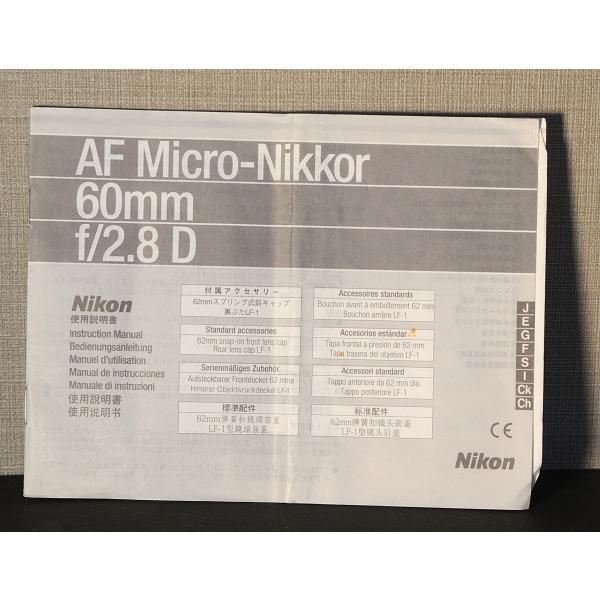 AF Micro-Nikkor
60mm
f/2.8 D
Nikon
使用説明書
Instruction Manual
Bedienungsanleitung
Manuel d'utilisation
Manual de instrucciones
Manuale di instruzioni
使用說明書
使用说明书
付属アクセサリー
62mmスプリング式前キャップ
裏ぶたLF-1
Standard accessories
62mm snap-on front lens cap
Rear lens cap LF-1
Serienmäßiges Zubehör
Aufsteckbarer Frontdeckel 62 mmø
Hinterer Objektivrückdeckel LF-1
標準配件
62mm彈簧扣鏡頭前蓋
LF-1型鏡頭後蓋
Accessoires standards
Bouchon avant à emboîtement 62 mm
Bouchon arrière LF-1
Accesorios estándar
Tapa frontal a presión de 62 mm
Tapa trasera del objetivo LF-1
Accessori standard
Tappo anteriore da 62 mm dia.
Tappo posteriore LF-1
标准配件
62mm弹簧扣镜头前盖
LF-1型镜头后盖
J
E
G
F
S
I
Ck
Ch
CE
Nikon